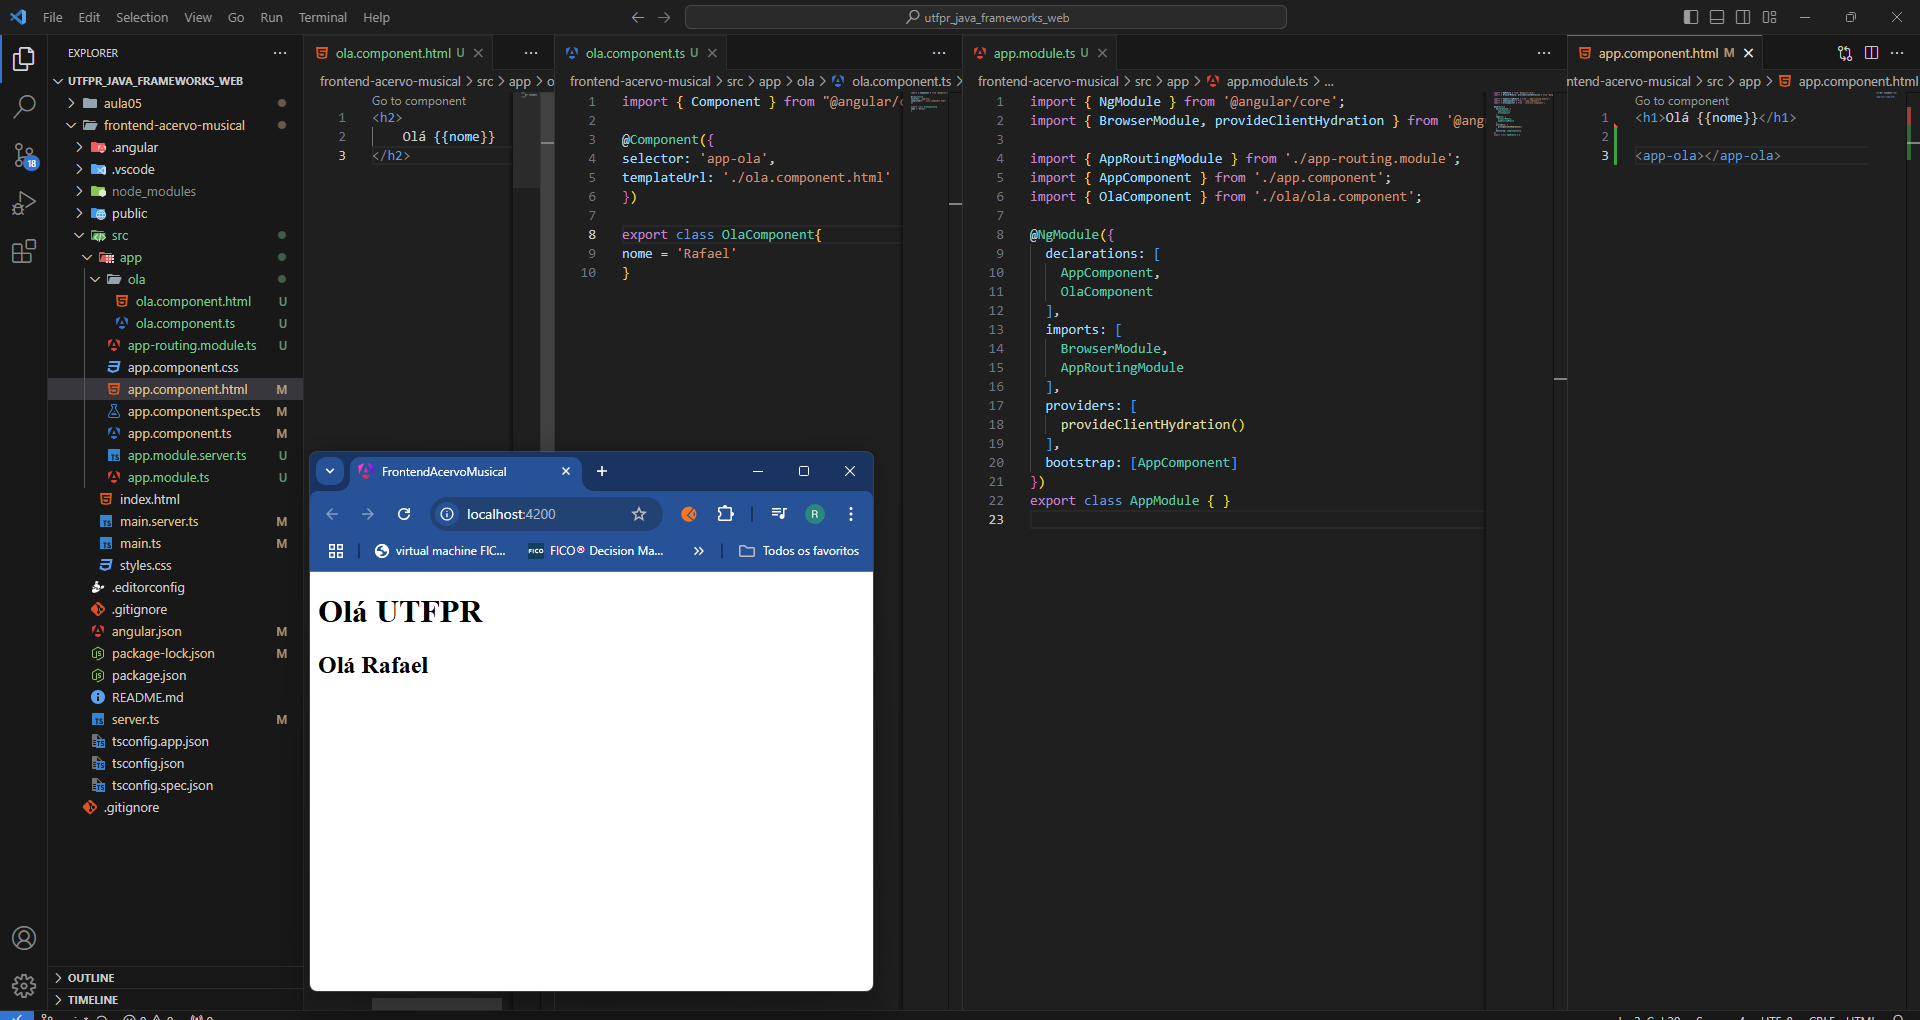 File Edit Selection View Go Run Terminal Help
utfpr_java_frameworks_web
EXPLORER
UTFPR_JAVA_FRAMEWORKS_WEB
aula05
frontend-acervo-musical
.angular
.vscode
node_modules
public
src
app
ola
ola.component.html U
ola.component.ts U
app-routing.module.ts U
app.component.css
app.component.html M
app.component.spec.ts M
app.component.ts M
app.module.server.ts U
app.module.ts U
index.html
main.server.ts M
main.ts M
styles.css
.editorconfig
.gitignore
angular.json M
package-lock.json M
package.json
README.md
server.ts M
tsconfig.app.json
tsconfig.json
tsconfig.spec.json
.gitignore
OUTLINE
TIMELINE
18
ola.component.html U
frontend-acervo-musical > src > app > o
Go to component
1 <h2>
2 Olá {{nome}}
3 </h2>
ola.component.ts U
frontend-acervo-musical > src > app > ola > ola.component.ts >
1 import { Component } from "@angular/c
2
3 @Component({
4 selector: 'app-ola',
5 templateUrl: './ola.component.html'
6 })
7
8 export class OlaComponent{
9 nome = 'Rafael'
10 }
app.module.ts U
frontend-acervo-musical > src > app > app.module.ts > ...
1 import { NgModule } from '@angular/core';
2 import { BrowserModule, provideClientHydration } from '@ang
3
4 import { AppRoutingModule } from './app-routing.module';
5 import { AppComponent } from './app.component';
6 import { OlaComponent } from './ola/ola.component';
7
8 @NgModule({
9 declarations: [
10 AppComponent,
11 OlaComponent
12 ],
13 imports: [
14 BrowserModule,
15 AppRoutingModule
16 ],
17 providers: [
18 provideClientHydration()
19 ],
20 bootstrap: [AppComponent]
21 })
22 export class AppModule { }
23
app.component.html M
ntend-acervo-musical > src > app > app.component.html
Go to component
1 <h1>Olá {{nome}}</h1>
2
3 <app-ola></app-ola>
FrontendAcervoMusical
localhost:4200
R
virtual machine FIC...
FICO FICO® Decision Ma...
Todos os favoritos
Olá UTFPR
Olá Rafael